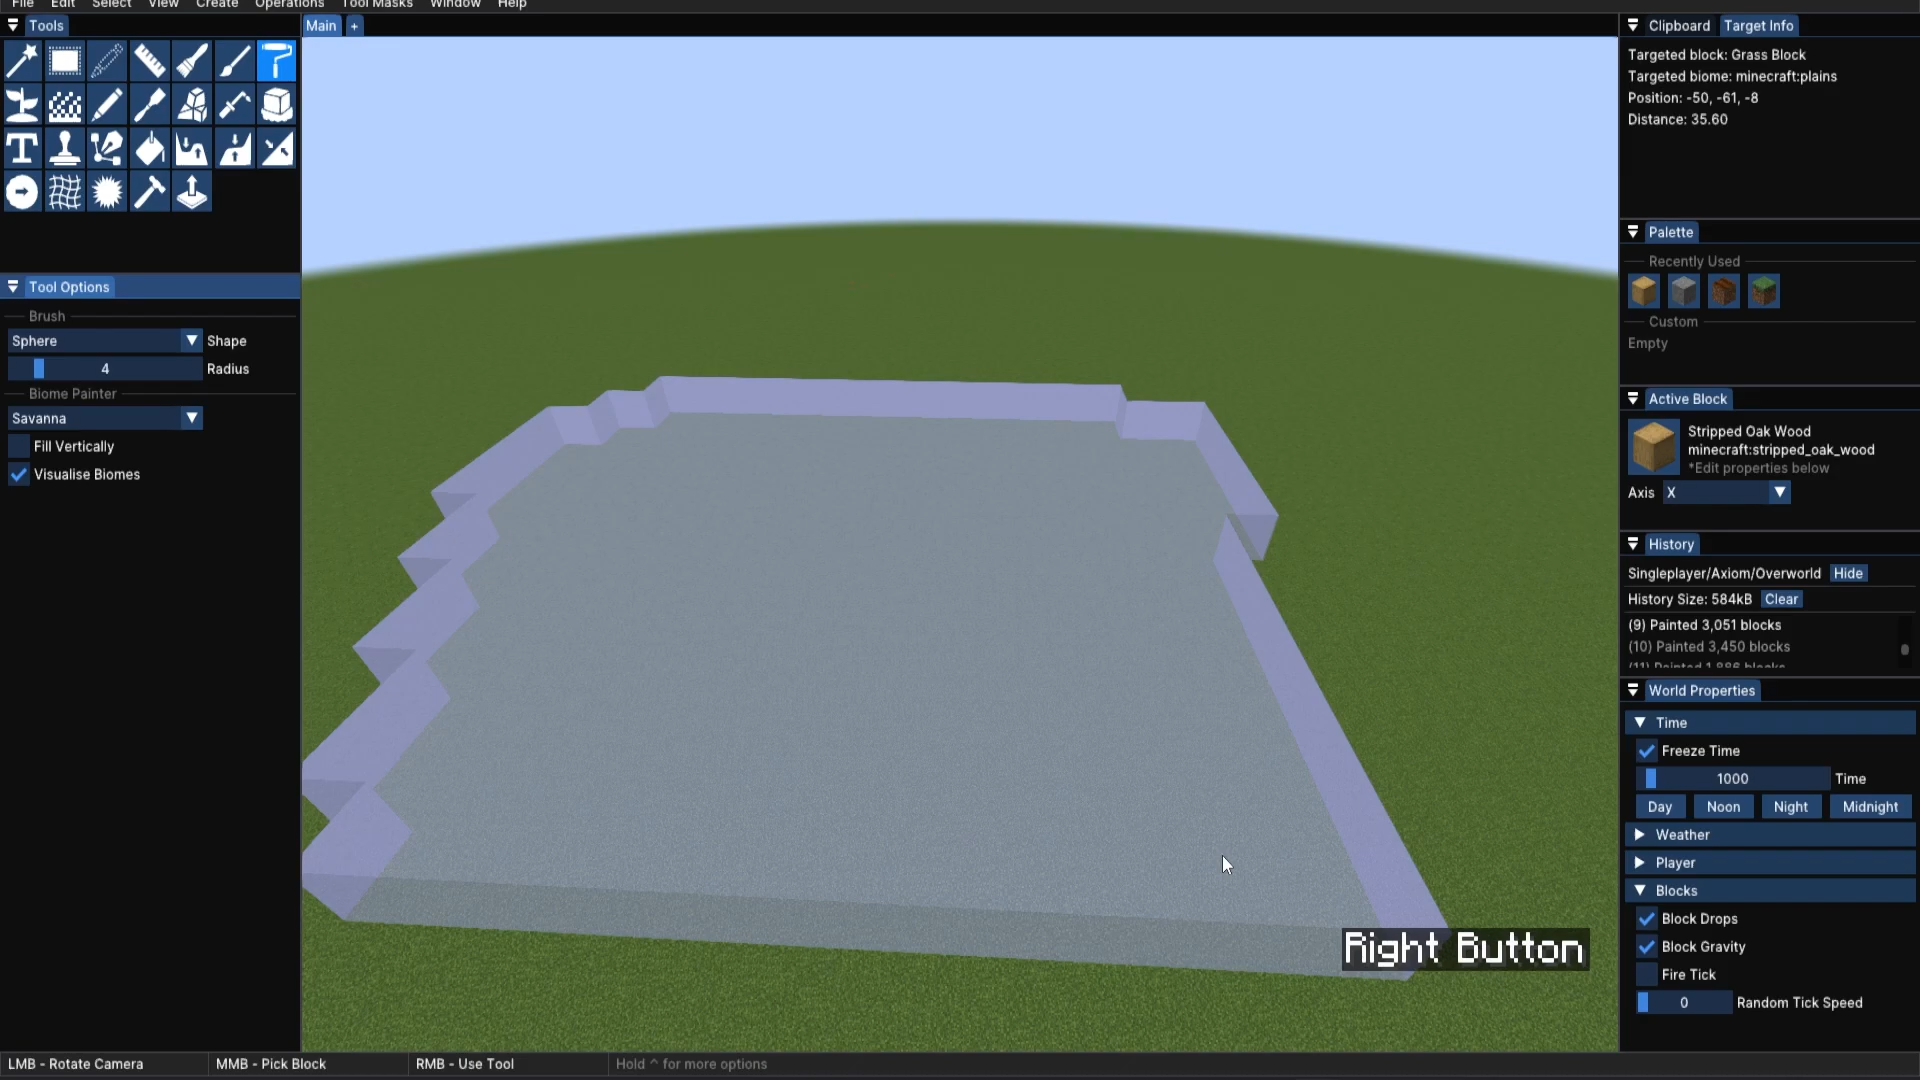 File Edit Select View Create Operations Tool Masks Window Help
Tools
Main +
Clipboard Target Info
Targeted block: Grass Block
Targeted biome: minecraft:plains
Position: -50, -61, -8
Distance: 35.60
Palette
Recently Used
Custom
Empty
Tool Options
Brush
Sphere Shape
4 Radius
Biome Painter
Savanna
Fill Vertically
Visualise Biomes
Active Block
Stripped Oak Wood
minecraft:stripped_oak_wood
*Edit properties below
Axis X
History
Singleplayer/Axiom/Overworld Hide
History Size: 584kB Clear
(9) Painted 3,051 blocks
(10) Painted 3,450 blocks
(11) Painted 1,886 blocks
World Properties
Time
Freeze Time
1000 Time
Day Noon Night Midnight
Weather
Player
Blocks
Block Drops
Block Gravity
Fire Tick
0 Random Tick Speed
Right Button
LMB - Rotate Camera MMB - Pick Block RMB - Use Tool Hold ^ for more options